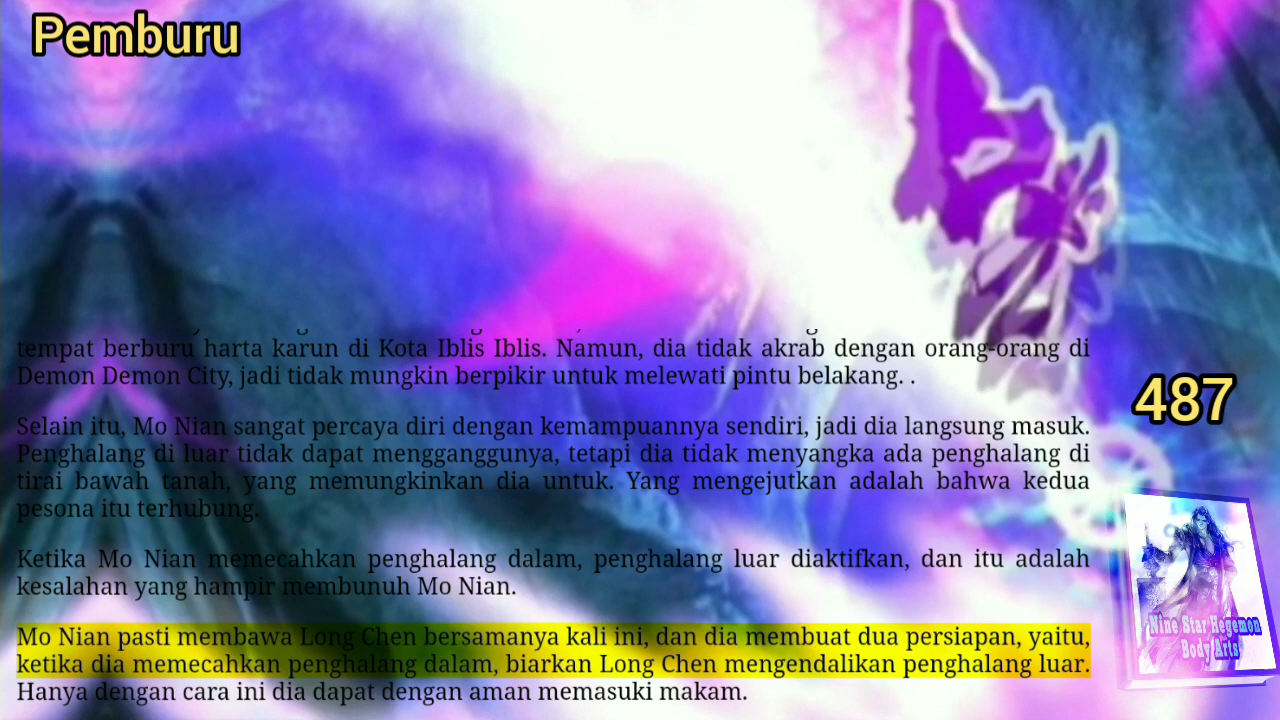 Pemburu
tempat berburu harta karun di Kota Iblis Iblis. Namun, dia tidak akrab dengan orang-orang di
Demon Demon City, jadi tidak mungkin berpikir untuk melewati pintu belakang. .
Selain itu, Mo Nian sangat percaya diri dengan kemampuannya sendiri, jadi dia langsung masuk.
Penghalang di luar tidak dapat mengganggunya, tetapi dia tidak menyangka ada penghalang di
tirai bawah tanah, yang memungkinkan dia untuk. Yang mengejutkan adalah bahwa kedua
pesona itu terhubung.
Ketika Mo Nian memecahkan penghalang dalam, penghalang luar diaktifkan, dan itu adalah
kesalahan yang hampir membunuh Mo Nian.
Mo Nian pasti membawa Long Chen bersamanya kali ini, dan dia membuat dua persiapan, yaitu,
ketika dia memecahkan penghalang dalam, biarkan Long Chen mengendalikan penghalang luar.
Hanya dengan cara ini dia dapat dengan aman memasuki makam.
487
Nine Star Hegemon
Body Arts